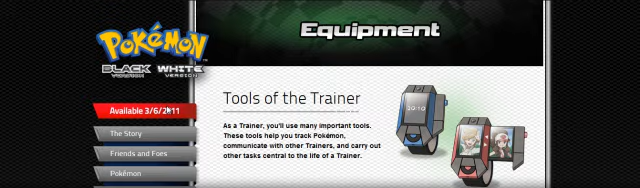 Equipment
POKéMON
BLACK VERSION WHITE VERSION
Available 3/6/2011
The Story
Friends and Foes
Pokémon
Tools of the Trainer
As a Trainer, you'll use many important tools.
These tools help you track Pokémon,
communicate with other Trainers, and carry out
other tasks central to the life of a Trainer.